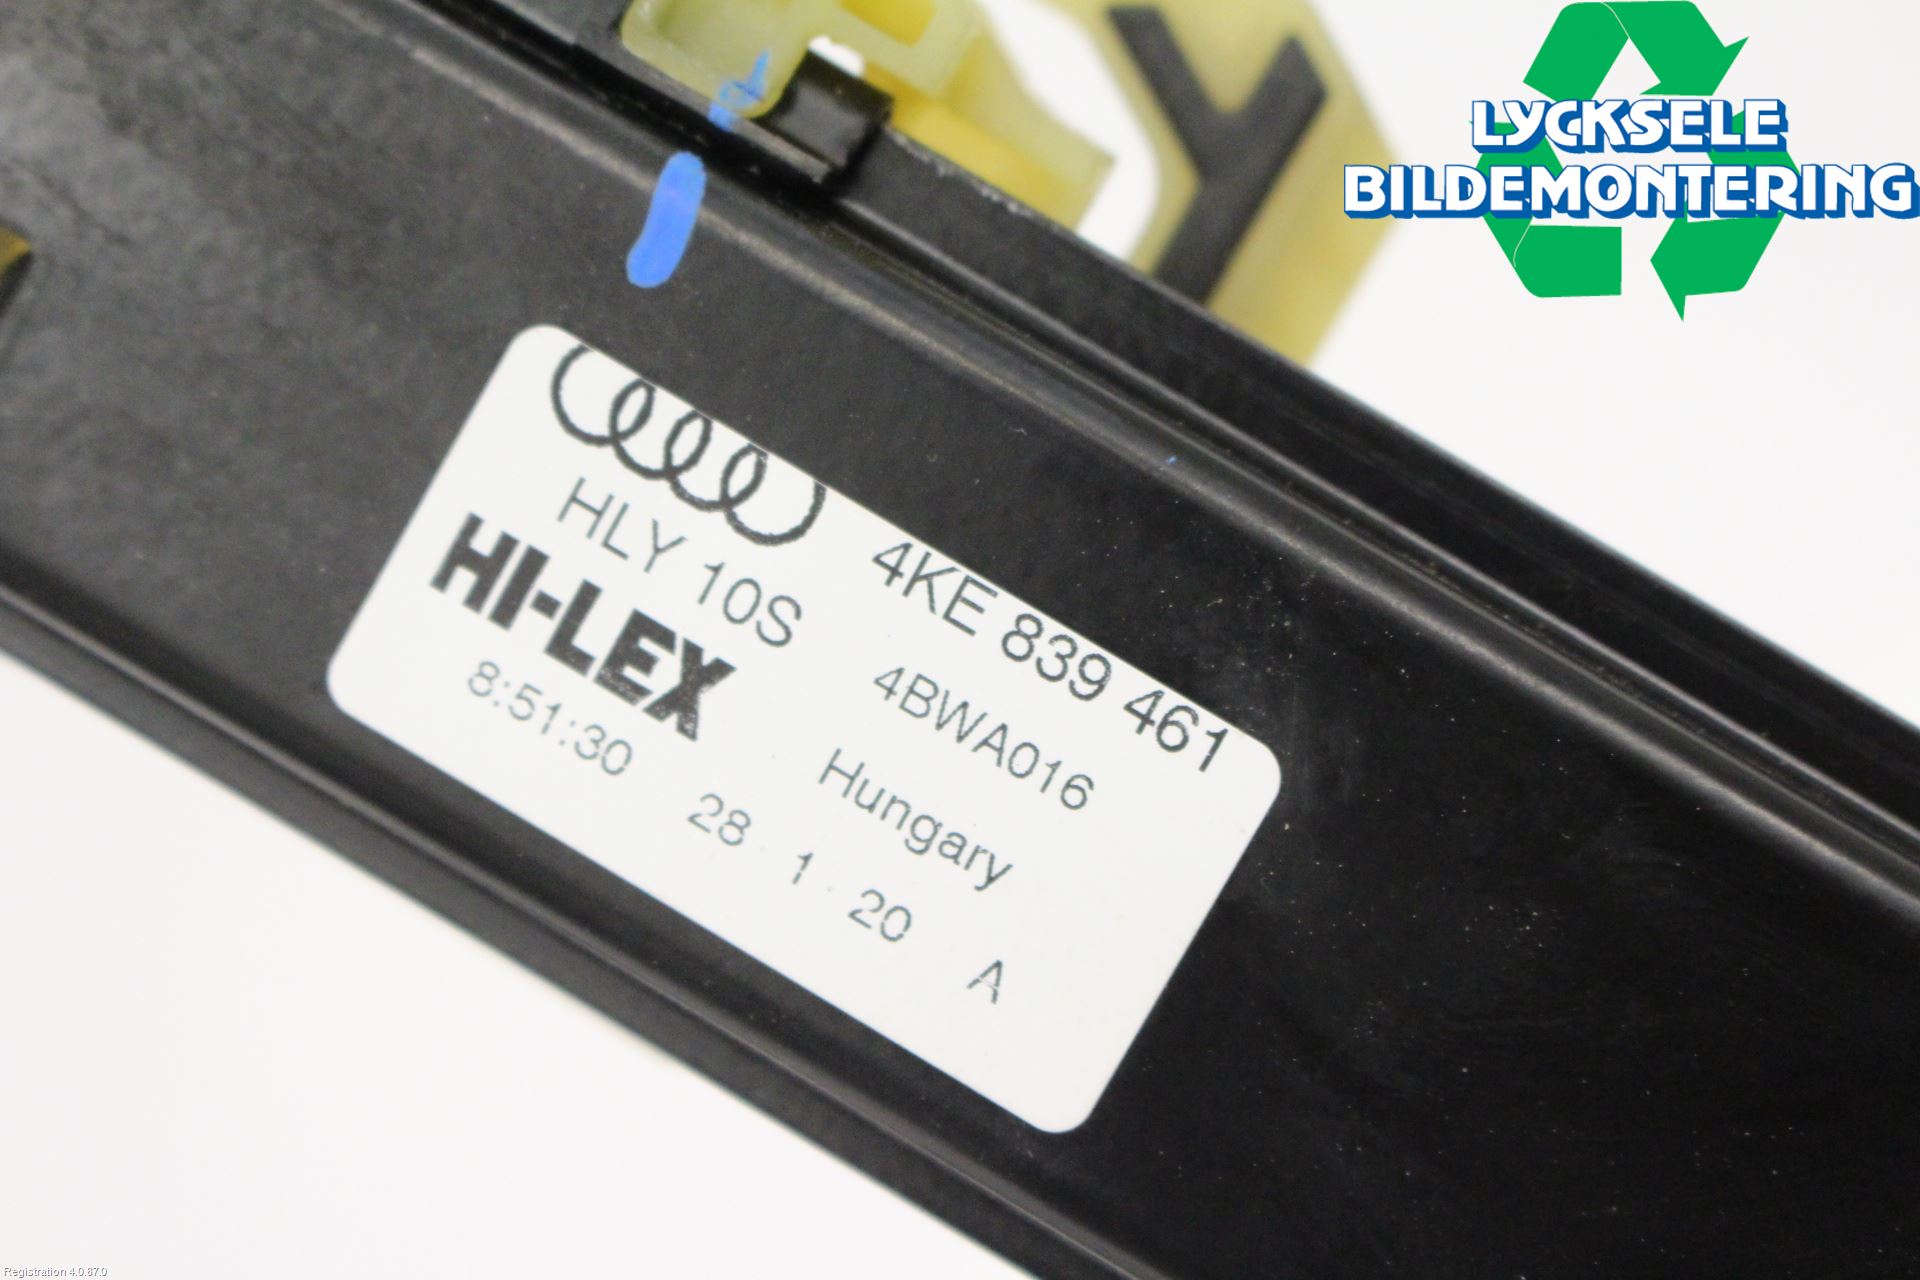 LYCKSELE
BILDEMONTERING
4KE 839 461
HLY 10S 4BWA016
HI-LEX Hungary
8:51:30 28 1 20 A
Registration 4.0.87.0